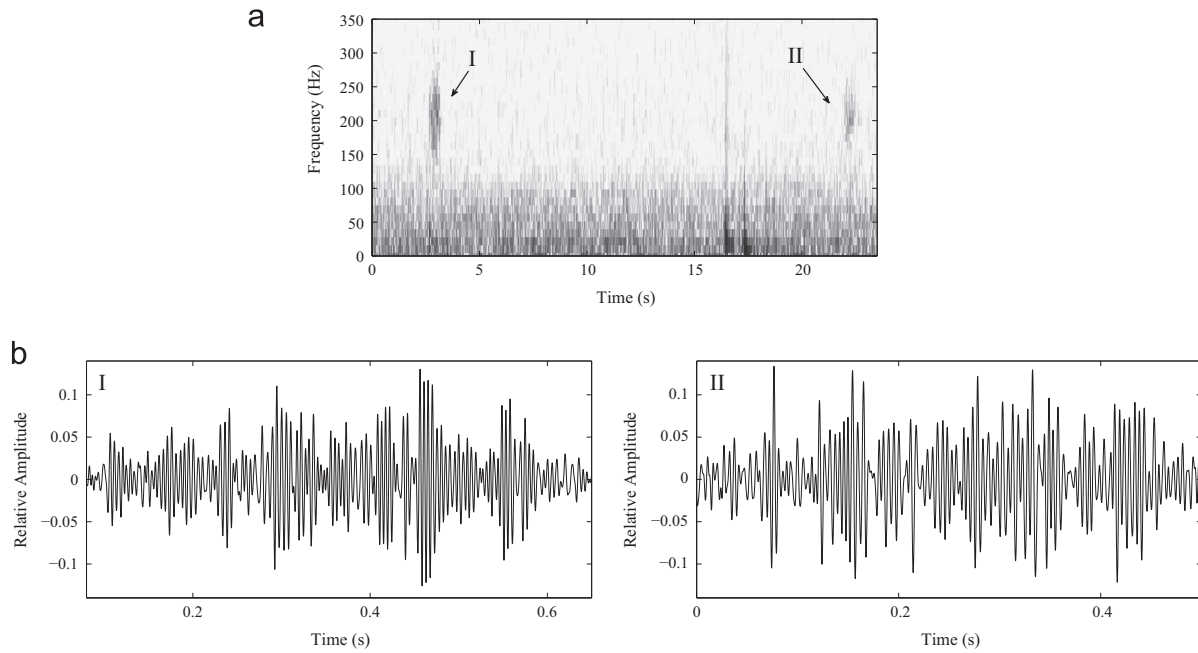 a
350
300
250
200
150
100
50
0
Frequency (Hz)
I
II
0 5 10 15 20
Time (s)
b
I
0.1
0.05
0
−0.05
−0.1
Relative Amplitude
0.2 0.4 0.6
Time (s)
II
0.1
0.05
0
−0.05
−0.1
Relative Amplitude
0 0.2 0.4
Time (s)